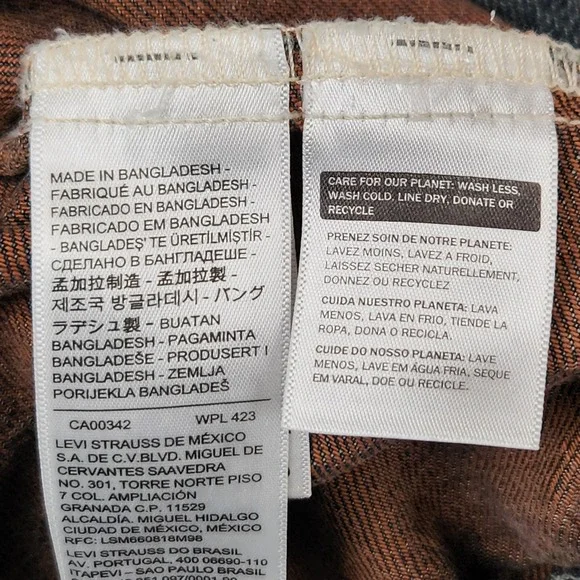 MADE IN BANGLADESH -
FABRIQUÉ AU BANGLADESH -
FABRICADO EN BANGLADESH -
FABRICADO EM BANGLADESH
- BANGLADEŞ' TE ÜRETİLMİŞTİR -
СДЕЛАНО В БАНГЛАДЕШЕ -
孟加拉制造 - 孟加拉製 -
제조국 방글라데시 - バング
ラデシュ製 - BUATAN
BANGLADESH - PAGAMINTA
BANGLADEŠE - PRODUSERT I
BANGLADESH - ZEMLJA
PORIJEKLA BANGLADEŠ
CA00342 WPL 423
LEVI STRAUSS DE MÉXICO
S.A. DE C.V.BLVD. MIGUEL DE
CERVANTES SAAVEDRA
NO. 301, TORRE NORTE PISO
7 COL. AMPLIACIÓN
GRANADA C.P. 11529
ALCALDÍA. MIGUEL HIDALGO
CIUDAD DE MÉXICO, MÉXICO
RFC: LSM660818M98
LEVI STRAUSS DO BRASIL
AV. PORTUGAL, 400 06690-110
ITAPEVI - SAO PAULO BRASIL
CARE FOR OUR PLANET: WASH LESS,
WASH COLD, LINE DRY, DONATE OR
RECYCLE
PRENEZ SOIN DE NOTRE PLANETE:
LAVEZ MOINS, LAVEZ A FROID,
LAISSEZ SECHER NATURELLEMENT,
DONNEZ OU RECYCLEZ
CUIDA NUESTRO PLANETA: LAVA
MENOS, LAVA EN FRIO, TIENDE LA
ROPA, DONA O RECICLA.
CUIDE DO NOSSO PLANETA: LAVE
MENOS, LAVE EM ÁGUA FRIA, SEQUE
EM VARAL, DOE OU RECICLE.